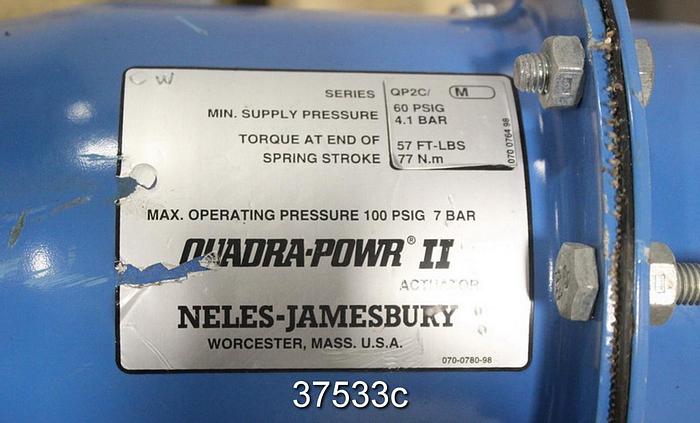 C W
SERIES QP2C/ M
MIN. SUPPLY PRESSURE 60 PSIG
4.1 BAR
TORQUE AT END OF
SPRING STROKE 57 FT-LBS
77 N.m
070 0764 98
MAX. OPERATING PRESSURE 100 PSIG 7 BAR
QUADRA-POWR® II
ACTUATOR
NELES-JAMESBURY
WORCESTER, MASS. U.S.A.
070-0780-98
37533c